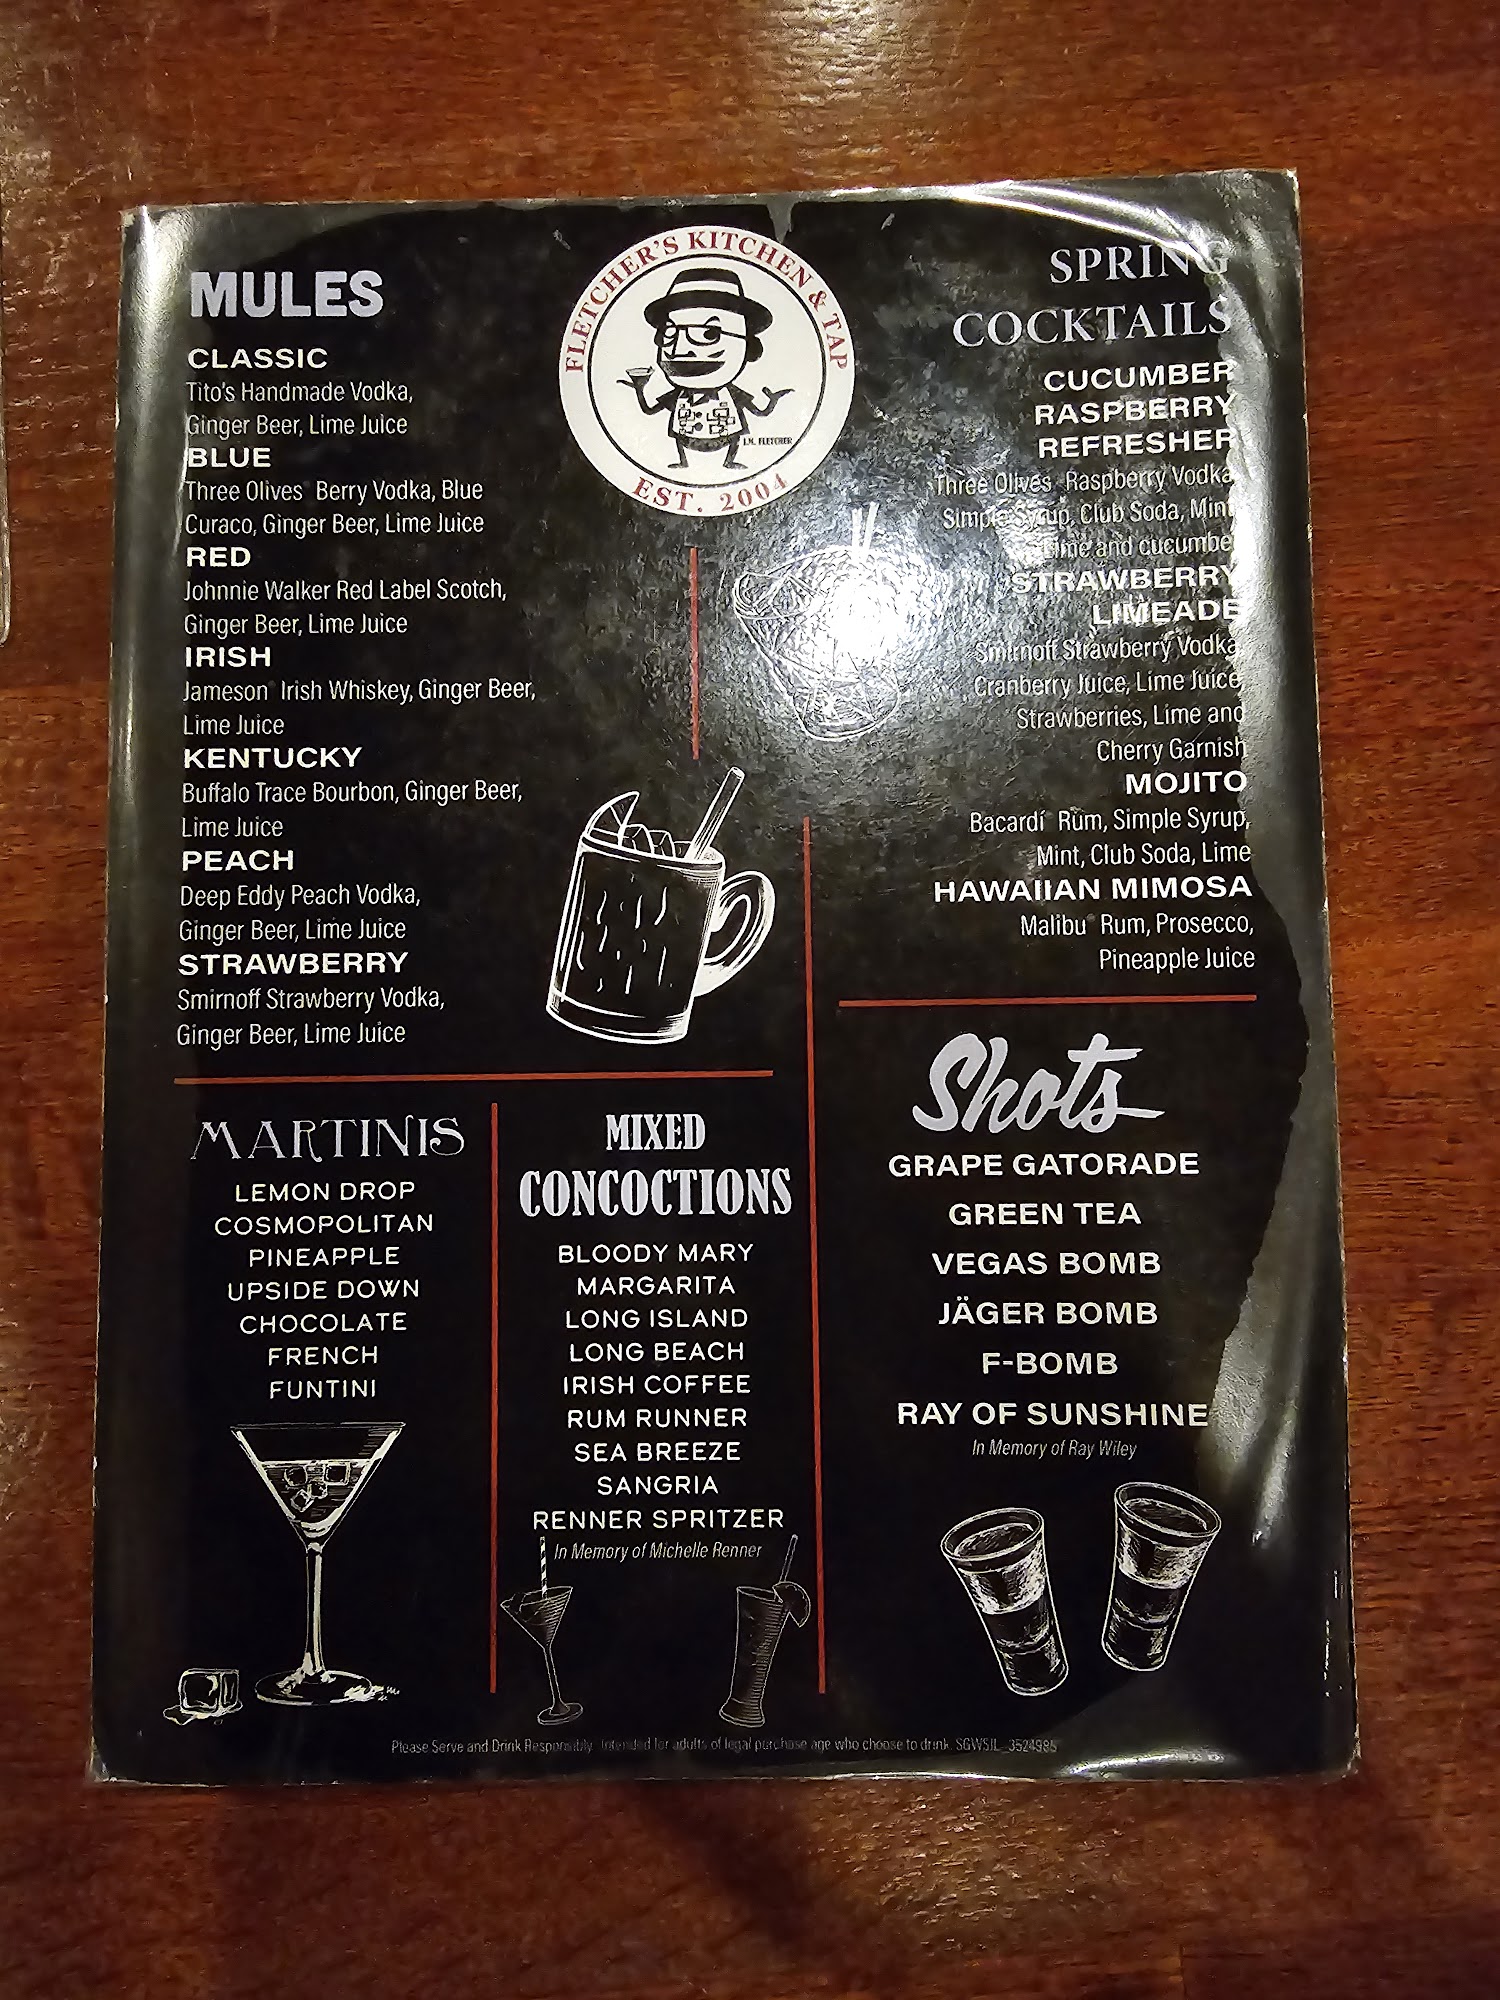 FLETCHER'S KITCHEN & TAP
J.M. FLETCHER
EST. 2004
MULES
CLASSIC
Tito's Handmade Vodka,
Ginger Beer, Lime Juice
BLUE
Three Olives® Berry Vodka, Blue
Curaco, Ginger Beer, Lime Juice
RED
Johnnie Walker Red Label Scotch,
Ginger Beer, Lime Juice
IRISH
Jameson® Irish Whiskey, Ginger Beer,
Lime Juice
KENTUCKY
Buffalo Trace Bourbon, Ginger Beer,
Lime Juice
PEACH
Deep Eddy Peach Vodka,
Ginger Beer, Lime Juice
STRAWBERRY
Smirnoff Strawberry Vodka,
Ginger Beer, Lime Juice
SPRING
COCKTAILS
CUCUMBER
RASPBERRY
REFRESHER
Three Olives® Raspberry Vodka,
Simple Syrup, Club Soda, Mint,
Lime and cucumber
STRAWBERRY
LIMEADE
Smirnoff Strawberry Vodka,
Cranberry Juice, Lime Juice,
Strawberries, Lime and
Cherry Garnish
MOJITO
Bacardí® Rum, Simple Syrup,
Mint, Club Soda, Lime
HAWAIIAN MIMOSA
Malibu® Rum, Prosecco,
Pineapple Juice
MARTINIS
LEMON DROP
COSMOPOLITAN
PINEAPPLE
UPSIDE DOWN
CHOCOLATE
FRENCH
FUNTINI
MIXED
CONCOCTIONS
BLOODY MARY
MARGARITA
LONG ISLAND
LONG BEACH
IRISH COFFEE
RUM RUNNER
SEA BREEZE
SANGRIA
RENNER SPRITZER
In Memory of Michelle Renner
Shots
GRAPE GATORADE
GREEN TEA
VEGAS BOMB
JÄGER BOMB
F-BOMB
RAY OF SUNSHINE
In Memory of Ray Wiley
Please Serve and Drink Responsibly. Intended for adults of legal purchase age who choose to drink. SGWSIL_3524985